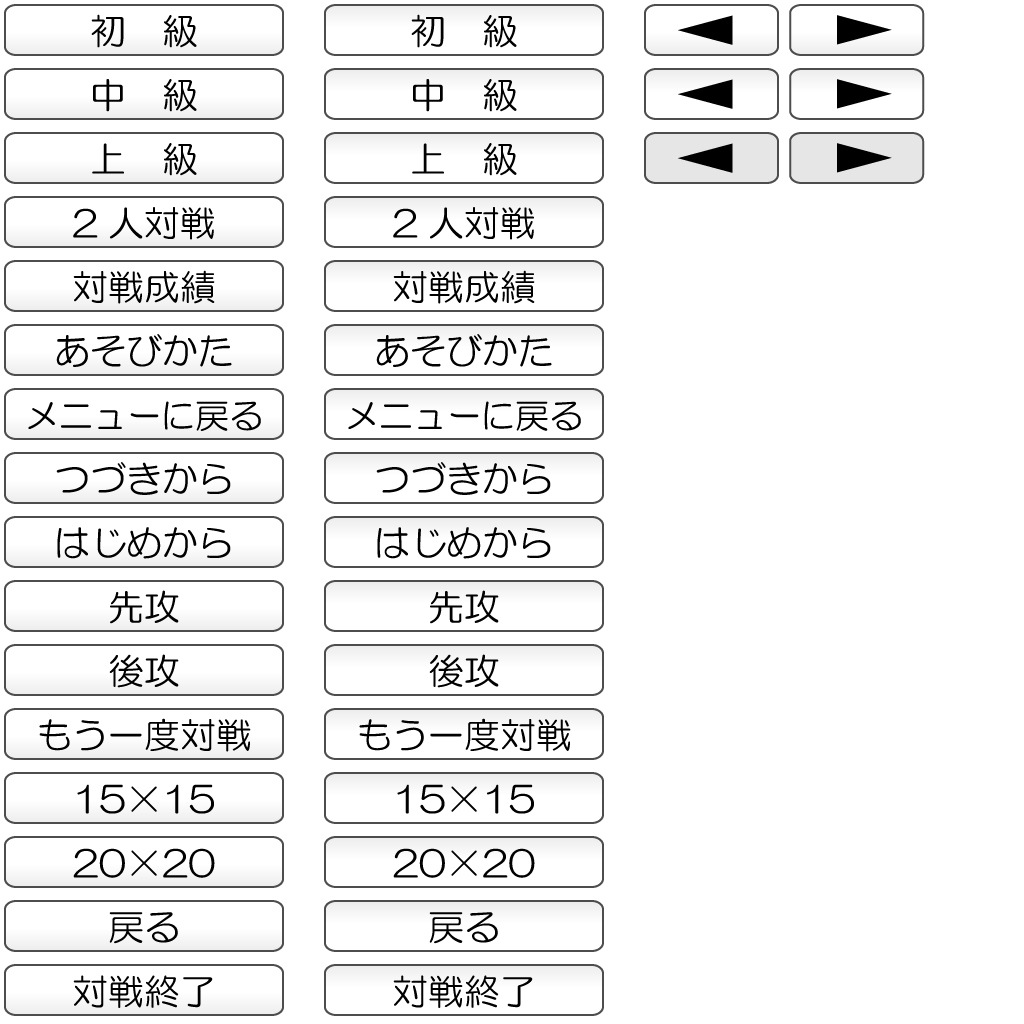 初　級 初　級 ◀ ▶
中　級 中　級 ◀ ▶
上　級 上　級 ◀ ▶
2人対戦 2人対戦
対戦成績 対戦成績
あそびかた あそびかた
メニューに戻る メニューに戻る
つづきから つづきから
はじめから はじめから
先攻 先攻
後攻 後攻
もう一度対戦 もう一度対戦
15×15 15×15
20×20 20×20
戻る 戻る
対戦終了 対戦終了